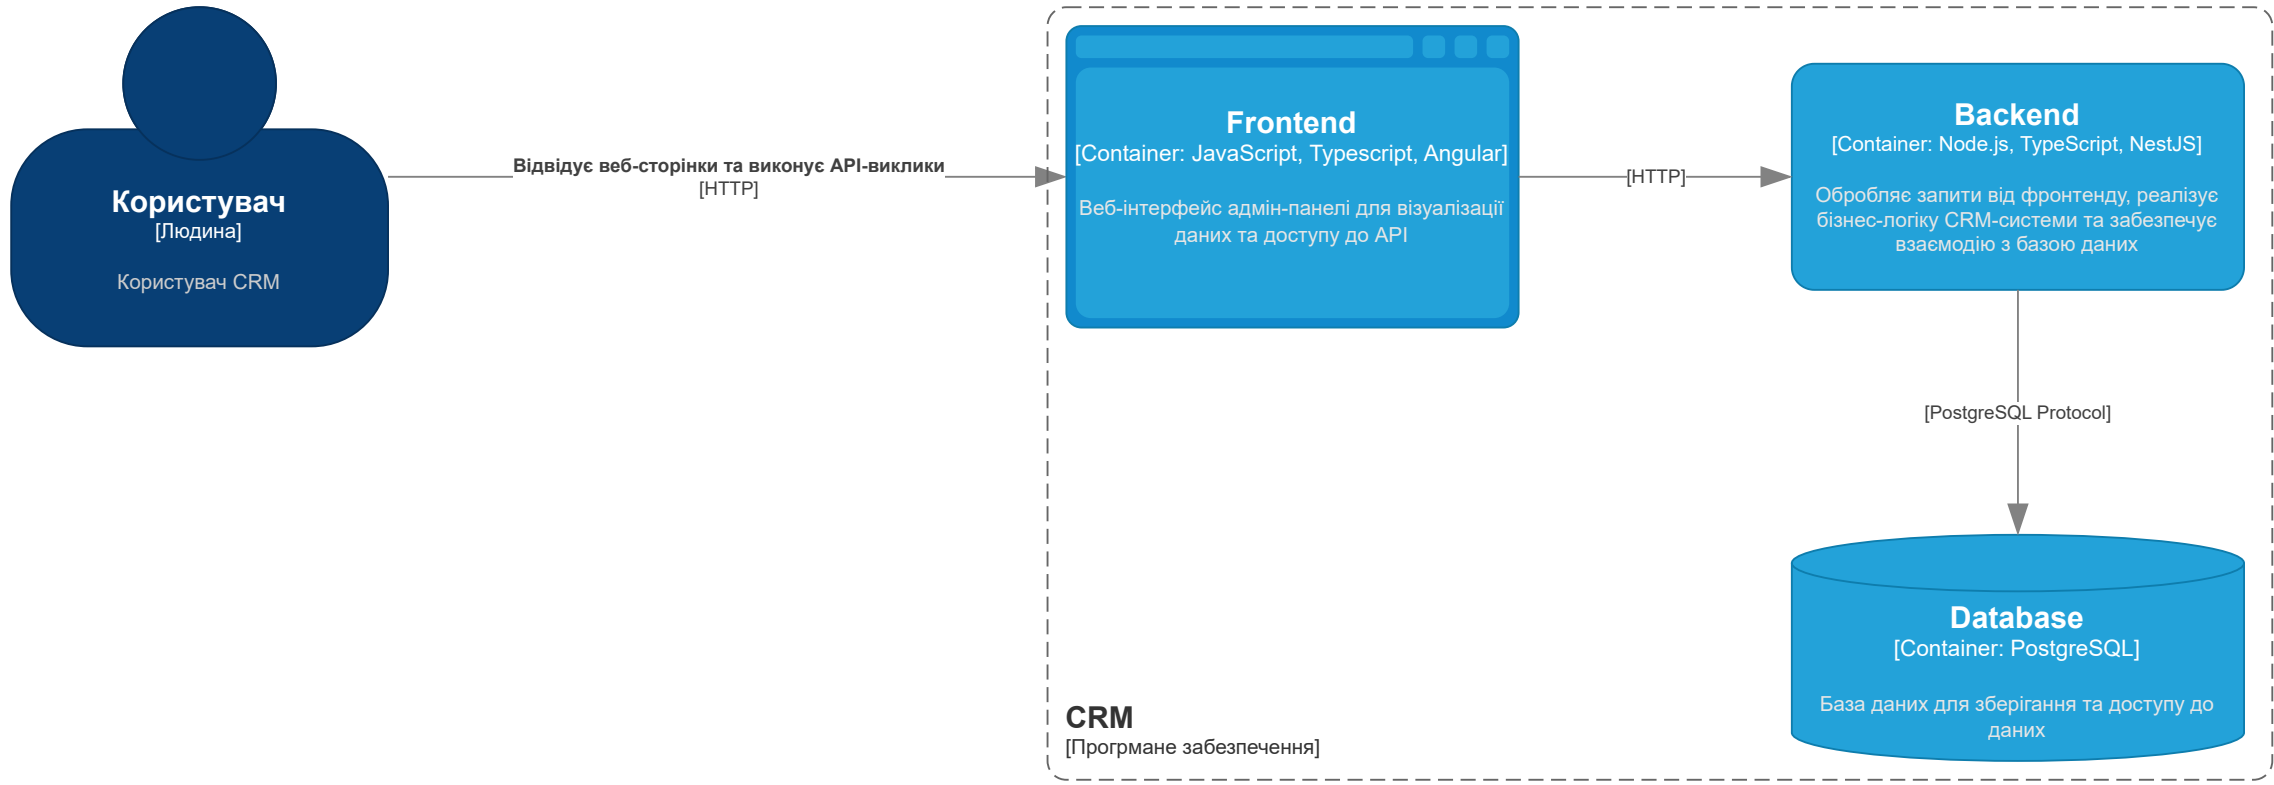 Користувач
[Людина]
Користувач CRM
Відвідує веб-сторінки та виконує API-виклики
[HTTP]
Frontend
[Container: JavaScript, Typescript, Angular]
Веб-інтерфейс адмін-панелі для візуалізації
даних та доступу до API
[HTTP]
Backend
[Container: Node.js, TypeScript, NestJS]
Обробляє запити від фронтенду, реалізує
бізнес-логіку CRM-системи та забезпечує
взаємодію з базою даних
[PostgreSQL Protocol]
Database
[Container: PostgreSQL]
База даних для зберігання та доступу до
даних
CRM
[Прогрмане забезпечення]